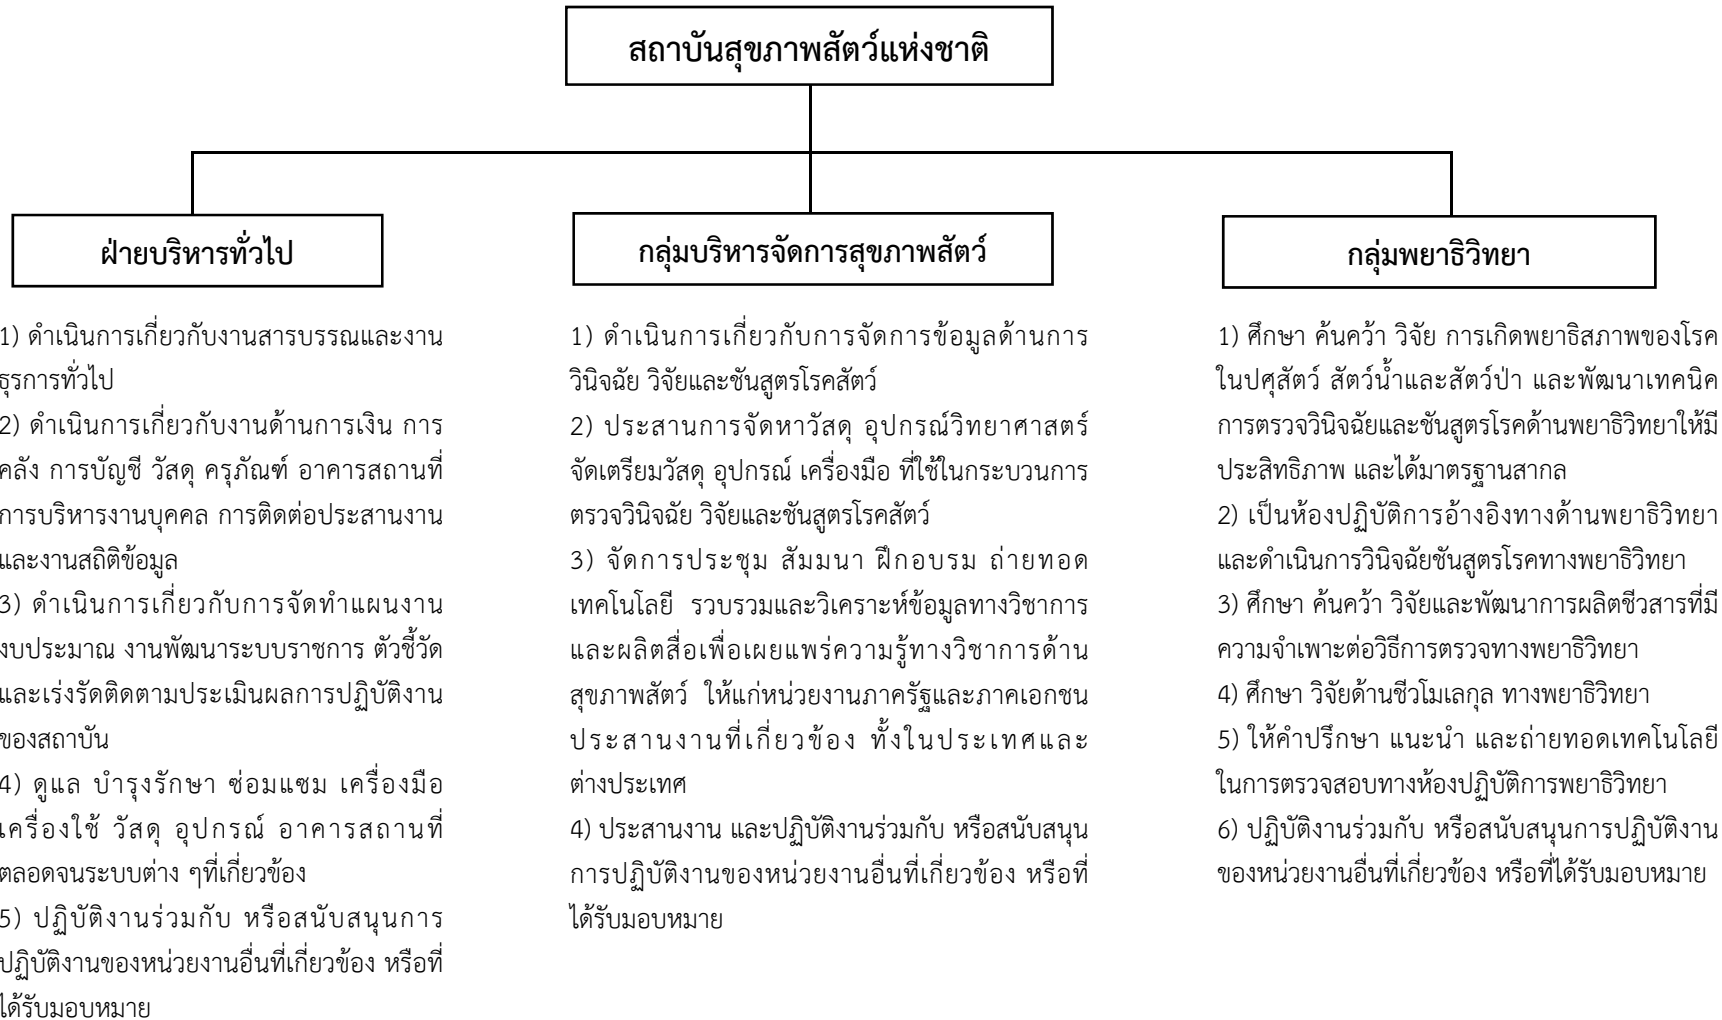 สถาบันสุขภาพสัตว์แห่งชาติ
ฝ่ายบริหารทั่วไป
1) ดำเนินการเกี่ยวกับงานสารบรรณและงาน
ธุรการทั่วไป
2) ดำเนินการเกี่ยวกับงานด้านการเงิน การ
คลัง การบัญชี วัสดุ ครุภัณฑ์ อาคารสถานที่
การบริหารงานบุคคล การติดต่อประสานงาน
และงานสถิติข้อมูล
3) ดำเนินการเกี่ยวกับการจัดทำแผนงาน
งบประมาณ งานพัฒนาระบบราชการ ตัวชี้วัด
และเร่งรัดติดตามประเมินผลการปฏิบัติงาน
ของสถาบัน
4) ดูแล บำรุงรักษา ซ่อมแซม เครื่องมือ
เครื่องใช้ วัสดุ อุปกรณ์ อาคารสถานที่
ตลอดจนระบบต่าง ๆที่เกี่ยวข้อง
5) ปฏิบัติงานร่วมกับ หรือสนับสนุนการ
ปฏิบัติงานของหน่วยงานอื่นที่เกี่ยวข้อง หรือที่
ได้รับมอบหมาย
กลุ่มบริหารจัดการสุขภาพสัตว์
1) ดำเนินการเกี่ยวกับการจัดการข้อมูลด้านการ
วินิจฉัย วิจัยและชันสูตรโรคสัตว์
2) ประสานการจัดหาวัสดุ อุปกรณ์วิทยาศาสตร์
จัดเตรียมวัสดุ อุปกรณ์ เครื่องมือ ที่ใช้ในกระบวนการ
ตรวจวินิจฉัย วิจัยและชันสูตรโรคสัตว์
3) จัดการประชุม สัมมนา ฝึกอบรม ถ่ายทอด
เทคโนโลยี รวบรวมและวิเคราะห์ข้อมูลทางวิชาการ
และผลิตสื่อเพื่อเผยแพร่ความรู้ทางวิชาการด้าน
สุขภาพสัตว์ ให้แก่หน่วยงานภาครัฐและภาคเอกชน
ประสานงานที่เกี่ยวข้อง ทั้งในประเทศและ
ต่างประเทศ
4) ประสานงาน และปฏิบัติงานร่วมกับ หรือสนับสนุน
การปฏิบัติงานของหน่วยงานอื่นที่เกี่ยวข้อง หรือที่
ได้รับมอบหมาย
กลุ่มพยาธิวิทยา
1) ศึกษา ค้นคว้า วิจัย การเกิดพยาธิสภาพของโรค
ในปศุสัตว์ สัตว์น้ำและสัตว์ป่า และพัฒนาเทคนิค
การตรวจวินิจฉัยและชันสูตรโรคด้านพยาธิวิทยาให้มี
ประสิทธิภาพ และได้มาตรฐานสากล
2) เป็นห้องปฏิบัติการอ้างอิงทางด้านพยาธิวิทยา
และดำเนินการวินิจฉัยชันสูตรโรคทางพยาธิวิทยา
3) ศึกษา ค้นคว้า วิจัยและพัฒนาการผลิตชีวสารที่มี
ความจำเพาะต่อวิธีการตรวจทางพยาธิวิทยา
4) ศึกษา วิจัยด้านชีวโมเลกุล ทางพยาธิวิทยา
5) ให้คำปรึกษา แนะนำ และถ่ายทอดเทคโนโลยี
ในการตรวจสอบทางห้องปฏิบัติการพยาธิวิทยา
6) ปฏิบัติงานร่วมกับ หรือสนับสนุนการปฏิบัติงาน
ของหน่วยงานอื่นที่เกี่ยวข้อง หรือที่ได้รับมอบหมาย